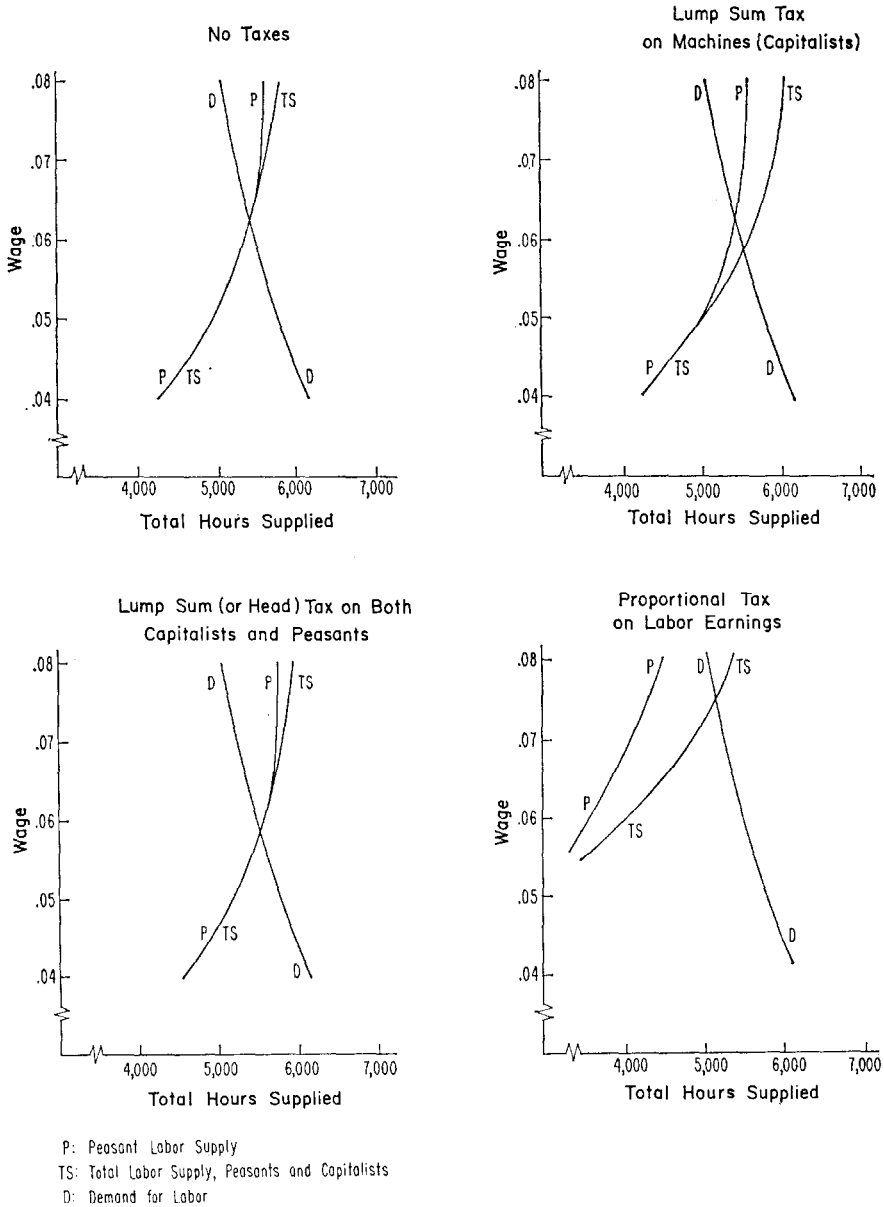 No Taxes
.08
.07
.06
.05
.04
Wage
D
P
TS
P
TS
D
4,000 5,000 6,000 7,000
Total Hours Supplied
Lump Sum Tax
on Machines (Capitalists)
.08
.07
.06
.05
.04
Wage
D
P
TS
P
TS
D
4,000 5,000 6,000 7,000
Total Hours Supplied
Lump Sum (or Head) Tax on Both
Capitalists and Peasants
.08
.07
.06
.05
.04
Wage
D
P
TS
P
TS
D
4,000 5,000 6,000 7,000
Total Hours Supplied
Proportional Tax
on Labor Earnings
.08
.07
.06
.05
.04
Wage
P
D
TS
P
TS
D
4,000 5,000 6,000 7,000
Total Hours Supplied
P: Peasant Labor Supply
TS: Total Labor Supply, Peasants and Capitalists
D: Demand for Labor